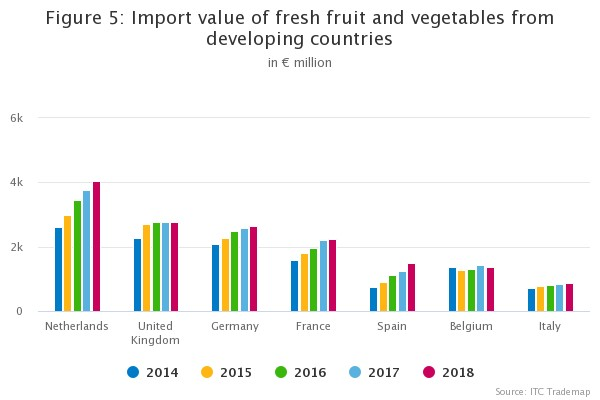 Figure 5: Import value of fresh fruit and vegetables from
developing countries
in € million
6k
4k
2k
0
Netherlands
United
Kingdom
Germany
France
Spain
Belgium
Italy
2014
2015
2016
2017
2018
Source: ITC Trademap